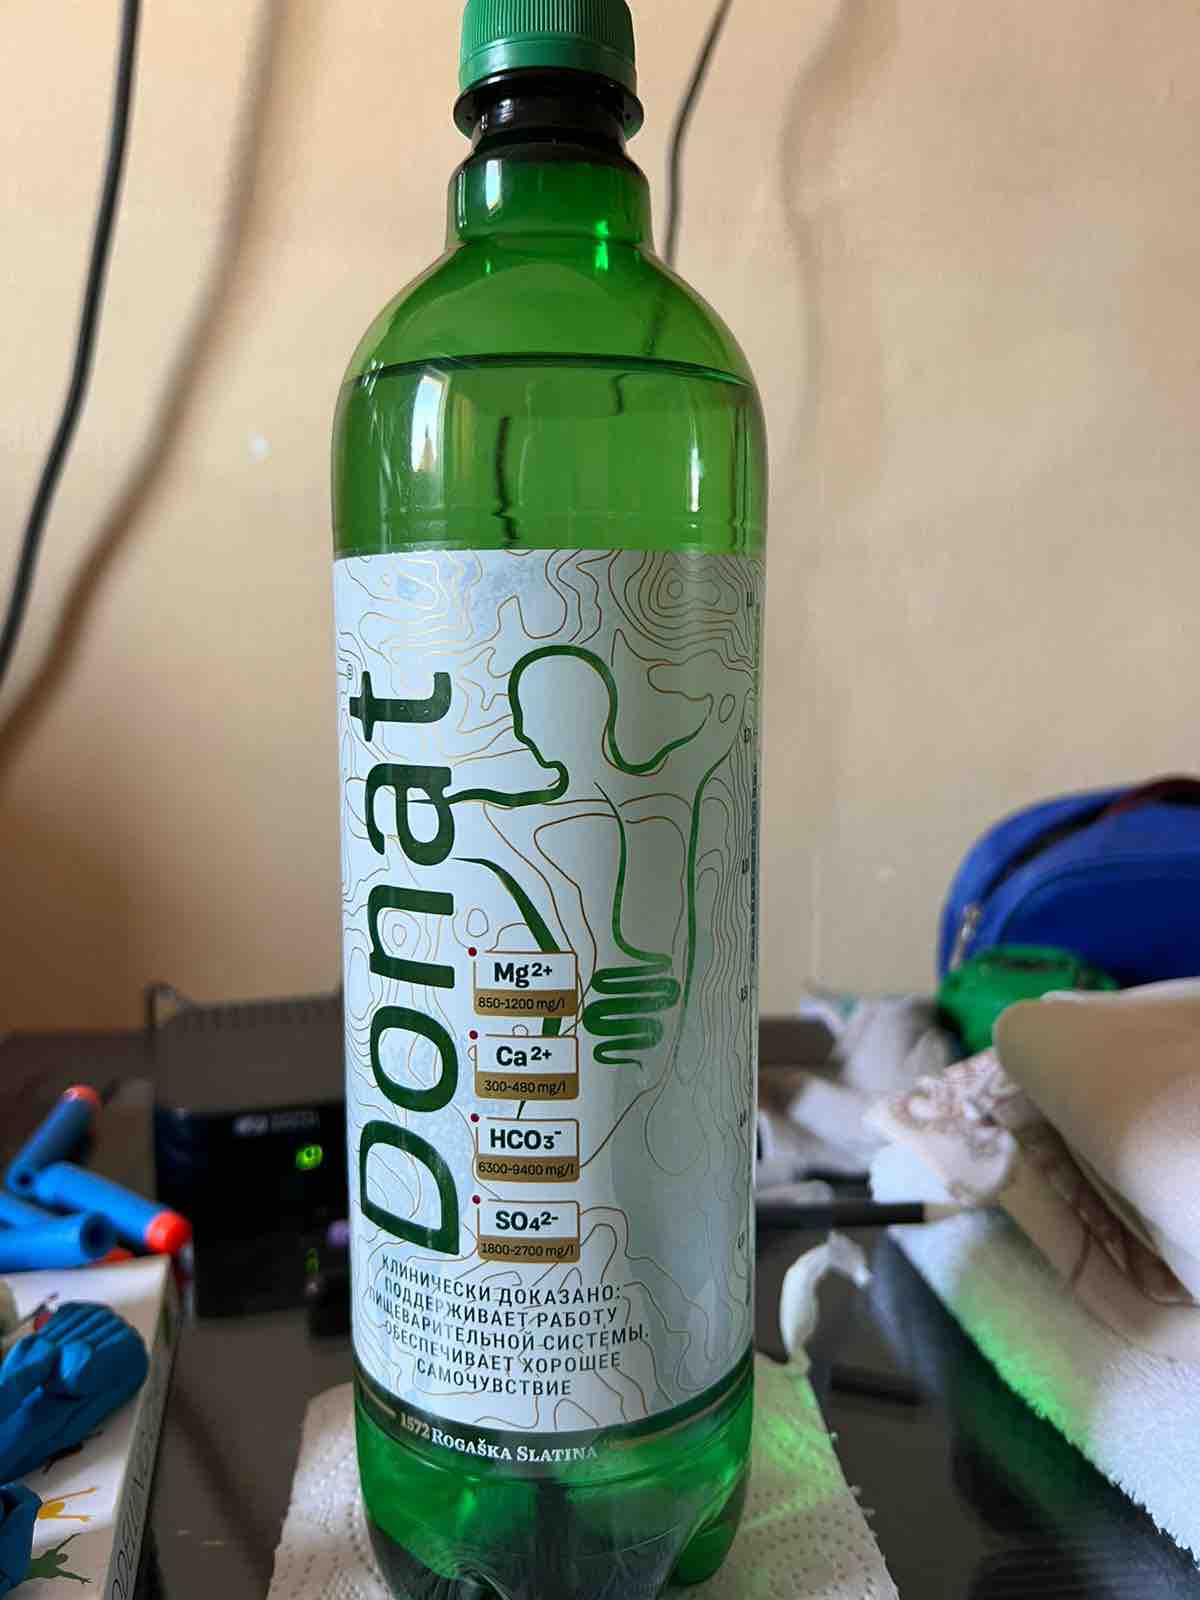 Donat
Mg2+
850-1200 mg/l
Ca2+
300-480 mg/l
HCO3-
6300-9400 mg/l
SO42-
1800-2700 mg/l
КЛИНИЧЕСКИ ДОКАЗАНО:
ПОДДЕРЖИВАЕТ РАБОТУ
ПИЩЕВАРИТЕЛЬНОЙ СИСТЕМЫ.
ОБЕСПЕЧИВАЕТ ХОРОШЕЕ
САМОЧУВСТВИЕ
1572 ROGAŠKA SLATINA